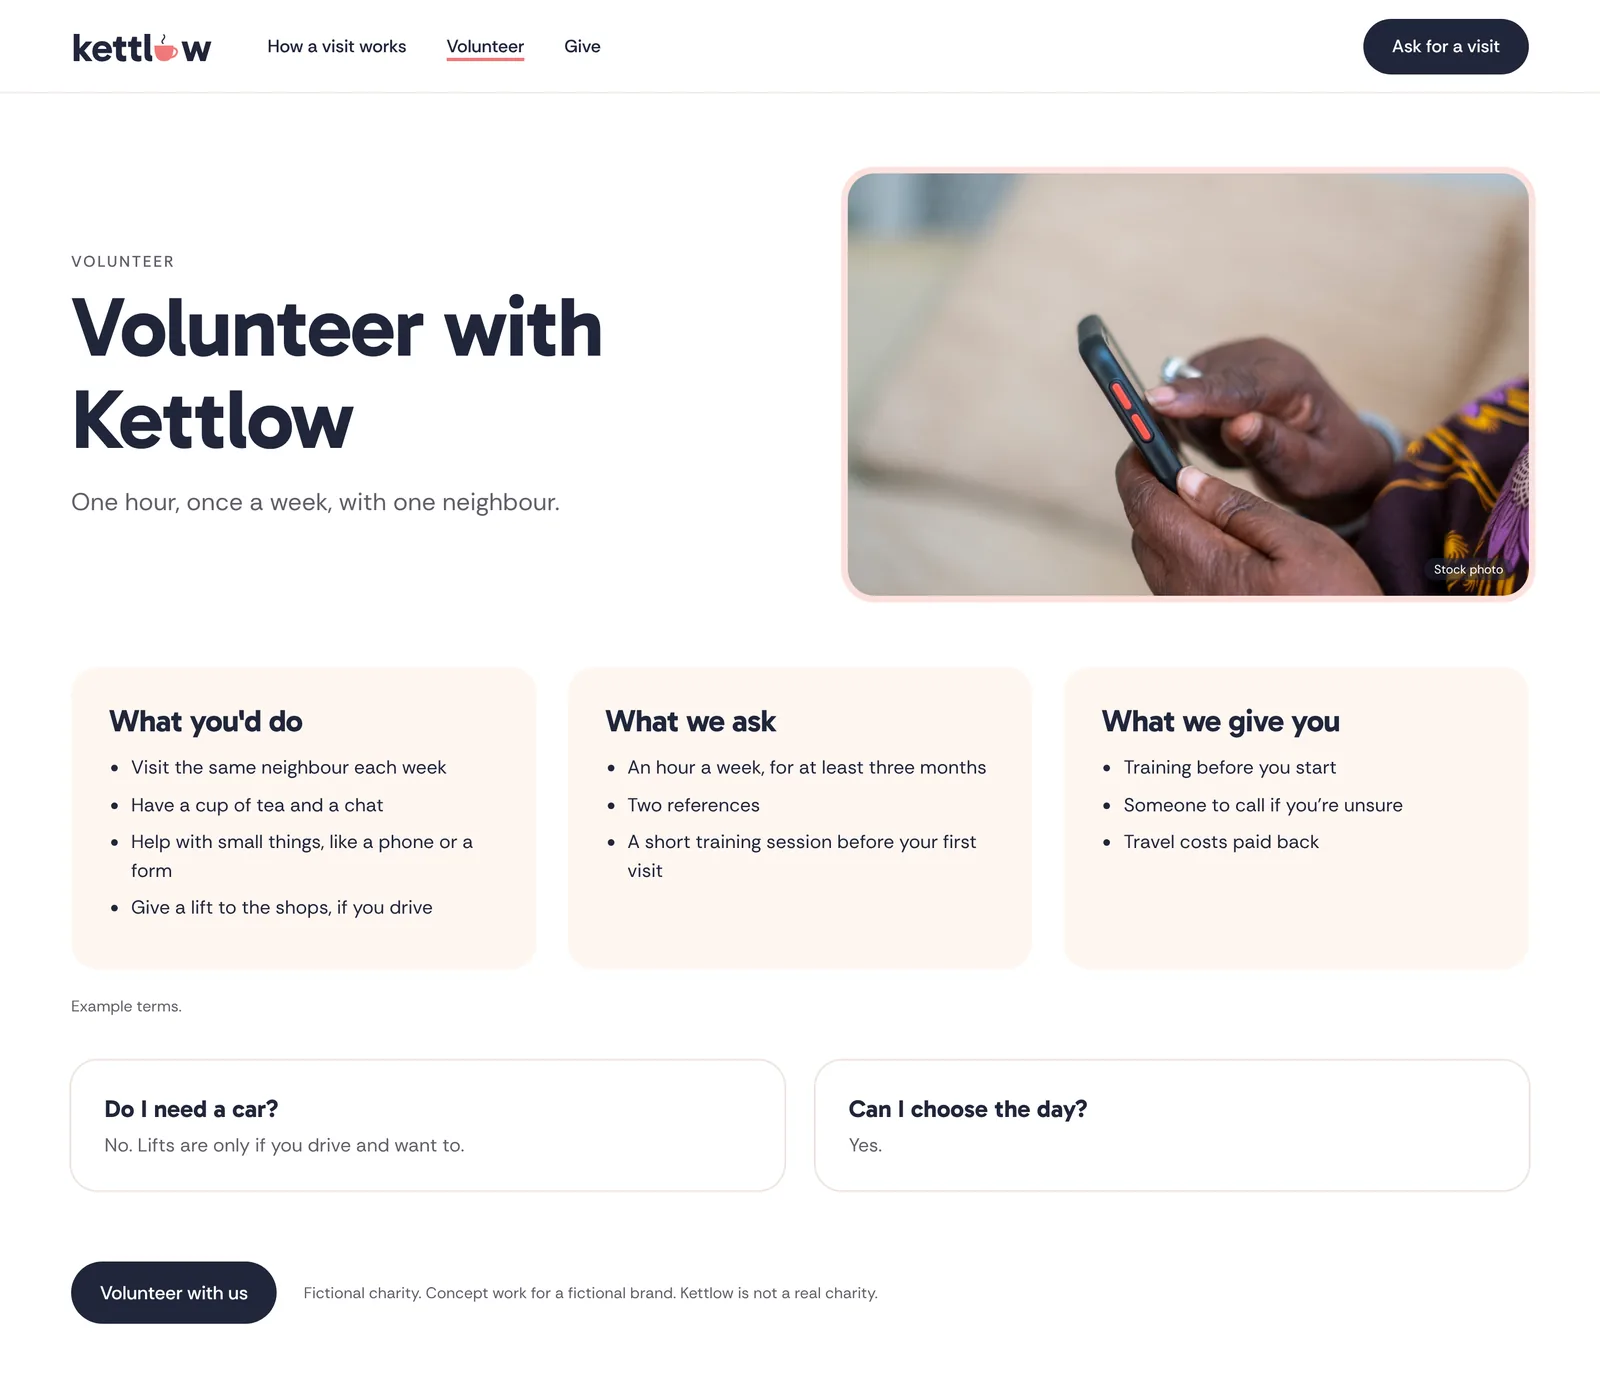 kettlow
How a visit works
Volunteer
Give
Ask for a visit
VOLUNTEER
Volunteer with
Kettlow
One hour, once a week, with one neighbour.
Stock photo
What you'd do
Visit the same neighbour each week
Have a cup of tea and a chat
Help with small things, like a phone or a
form
Give a lift to the shops, if you drive
What we ask
An hour a week, for at least three months
Two references
A short training session before your first
visit
What we give you
Training before you start
Someone to call if you’re unsure
Travel costs paid back
Example terms.
Do I need a car?
No. Lifts are only if you drive and want to.
Can I choose the day?
Yes.
Volunteer with us
Fictional charity. Concept work for a fictional brand. Kettlow is not a real charity.